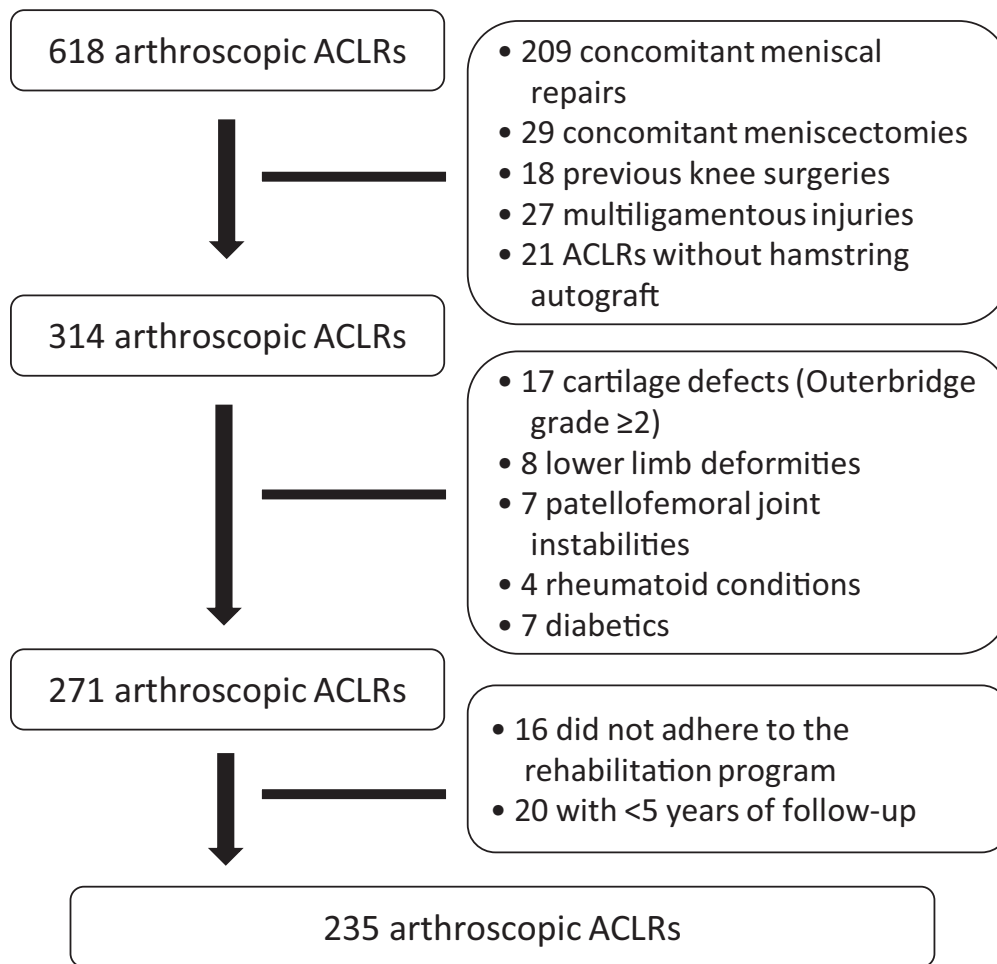 618 arthroscopic ACLRs
• 209 concomitant meniscal
repairs
• 29 concomitant meniscectomies
• 18 previous knee surgeries
• 27 multiligamentous injuries
• 21 ACLRs without hamstring
autograft
314 arthroscopic ACLRs
• 17 cartilage defects (Outerbridge
grade ≥2)
• 8 lower limb deformities
• 7 patellofemoral joint
instabilities
• 4 rheumatoid conditions
• 7 diabetics
271 arthroscopic ACLRs
• 16 did not adhere to the
rehabilitation program
• 20 with <5 years of follow-up
235 arthroscopic ACLRs